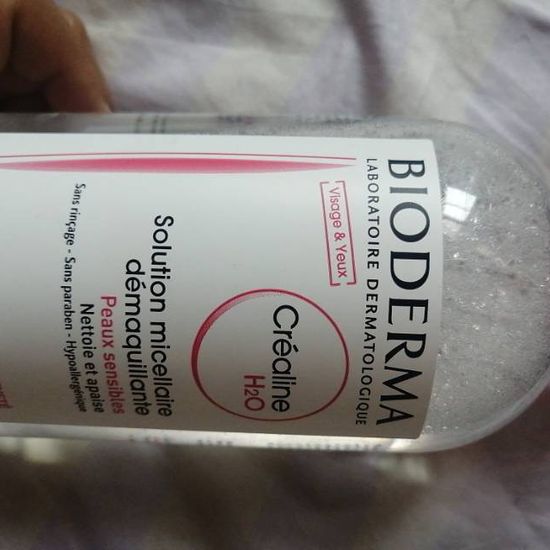 BIODERMA
LABORATOIRE DERMATOLOGIQUE
Visage & Yeux
Créaline
H2O
Solution micellaire
démaquillante
Peaux sensibles
Nettoie et apaise
Sans rinçage - Sans paraben - Hypoallergénique